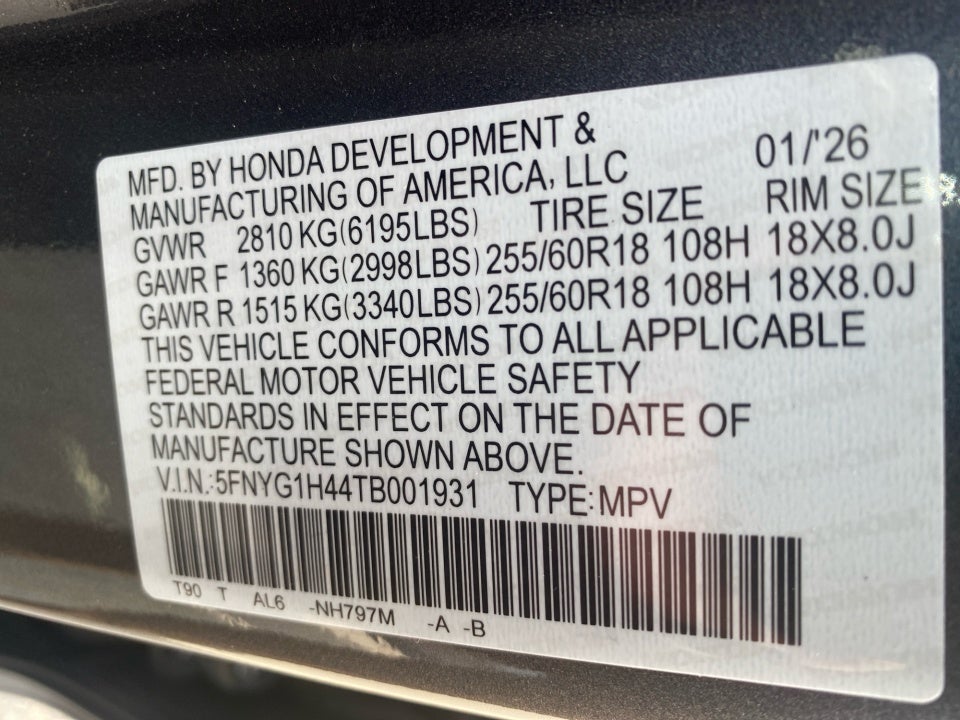 MFD. BY HONDA DEVELOPMENT & 01/'26
MANUFACTURING OF AMERICA, LLC
GVWR 2810 KG(6195LBS) TIRE SIZE RIM SIZE
GAWR F 1360 KG(2998LBS) 255/60R18 108H 18X8.0J
GAWR R 1515 KG(3340LBS) 255/60R18 108H 18X8.0J
THIS VEHICLE CONFORMS TO ALL APPLICABLE
FEDERAL MOTOR VEHICLE SAFETY
STANDARDS IN EFFECT ON THE DATE OF
MANUFACTURE SHOWN ABOVE.
V.I.N.:5FNYG1H44TB001931 TYPE:MPV
T90 T AL6 -NH797M -A -B